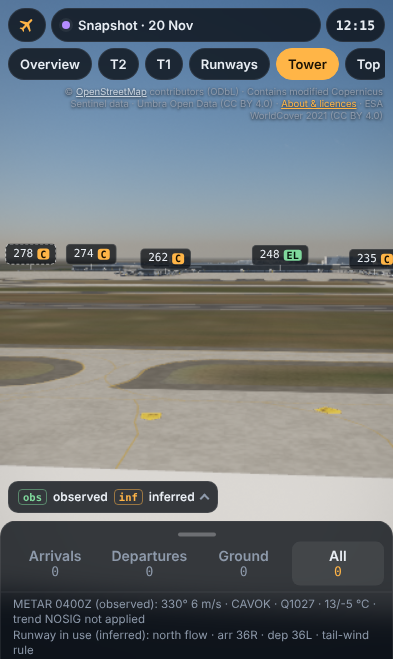 Snapshot · 20 Nov
12:15
Overview
T2
T1
Runways
Tower
Top
© OpenStreetMap contributors (ODbL) · Contains modified Copernicus
Sentinel data · Umbra Open Data (CC BY 4.0) · About & licences · ESA
WorldCover 2021 (CC BY 4.0)
278 C
274 C
262 C
248 EL
235 C
obs observed inf inferred
Arrivals
0
Departures
0
Ground
0
All
0
METAR 0400Z (observed): 330° 6 m/s · CAVOK · Q1027 · 13/-5 °C ·
trend NOSIG not applied
Runway in use (inferred): north flow · arr 36R · dep 36L · tail-wind
rule